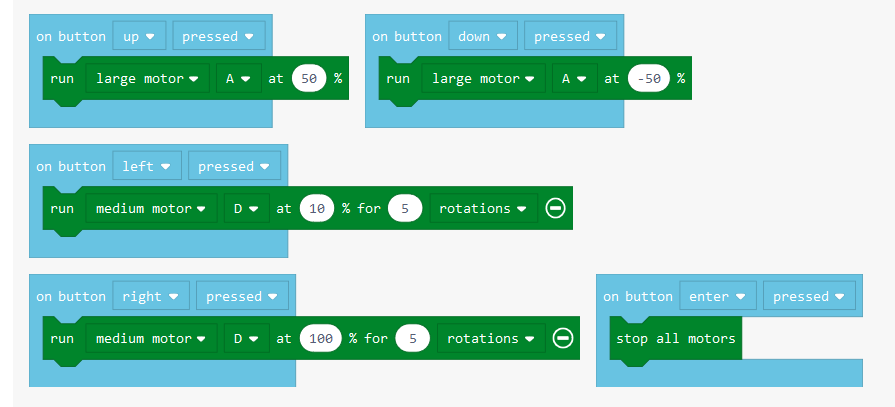 on button up pressed
run large motor A at 50 %
on button down pressed
run large motor A at -50 %
on button left pressed
run medium motor D at 10 % for 5 rotations
on button right pressed
run medium motor D at 100 % for 5 rotations
on button enter pressed
stop all motors